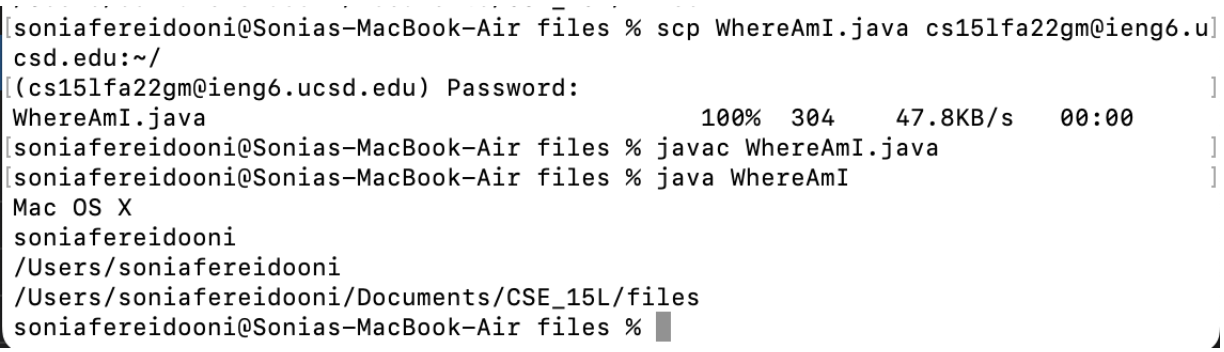 [soniafereidooni@Sonias-MacBook-Air files % scp WhereAmI.java cs15lfa22gm@ieng6.u]
csd.edu:~/
[(cs15lfa22gm@ieng6.ucsd.edu) Password: ]
WhereAmI.java 100% 304 47.8KB/s 00:00
[soniafereidooni@Sonias-MacBook-Air files % javac WhereAmI.java ]
[soniafereidooni@Sonias-MacBook-Air files % java WhereAmI ]
Mac OS X
soniafereidooni
/Users/soniafereidooni
/Users/soniafereidooni/Documents/CSE_15L/files
soniafereidooni@Sonias-MacBook-Air files %